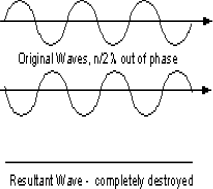 Original Waves, n/2 λ out of phase
Resultant Wave - completely destroyed